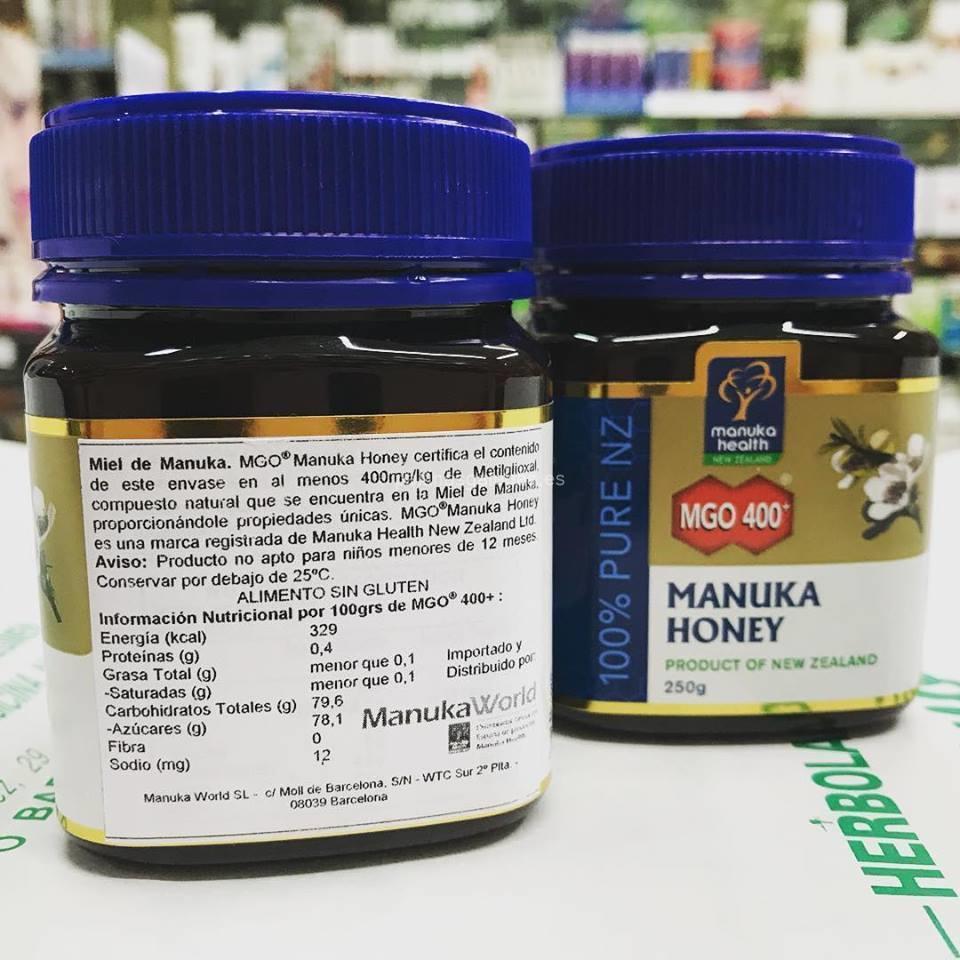 Miel de Manuka. MGO® Manuka Honey certifica el contenido
de este envase en al menos 400mg/kg de Metilglioxal,
compuesto natural que se encuentra en la Miel de Manuka,
proporcionándole propiedades únicas. MGO®Manuka Honey
es una marca registrada de Manuka Health New Zealand Ltd.
Aviso: Producto no apto para niños menores de 12 meses.
Conservar por debajo de 25ºC.
ALIMENTO SIN GLUTEN
Información Nutricional por 100grs de MGO® 400+ :
Energía (kcal) 329
Proteínas (g) 0,4
Grasa Total (g) menor que 0,1
-Saturadas (g) menor que 0,1
Carbohidratos Totales (g) 79,6
-Azúcares (g) 78,1
Fibra 0
Sodio (mg) 12
Importado y
Distribuido por:
ManukaWorld
Manuka Health
Manuka World SL - c/ Moll de Barcelona, S/N - WTC Sur 2º Plta. -
08039 Barcelona
100% PURE NZ
manuka
health
NEW ZEALAND
MGO 400+
MANUKA
HONEY
PRODUCT OF NEW ZEALAND
250g
HERBOLA